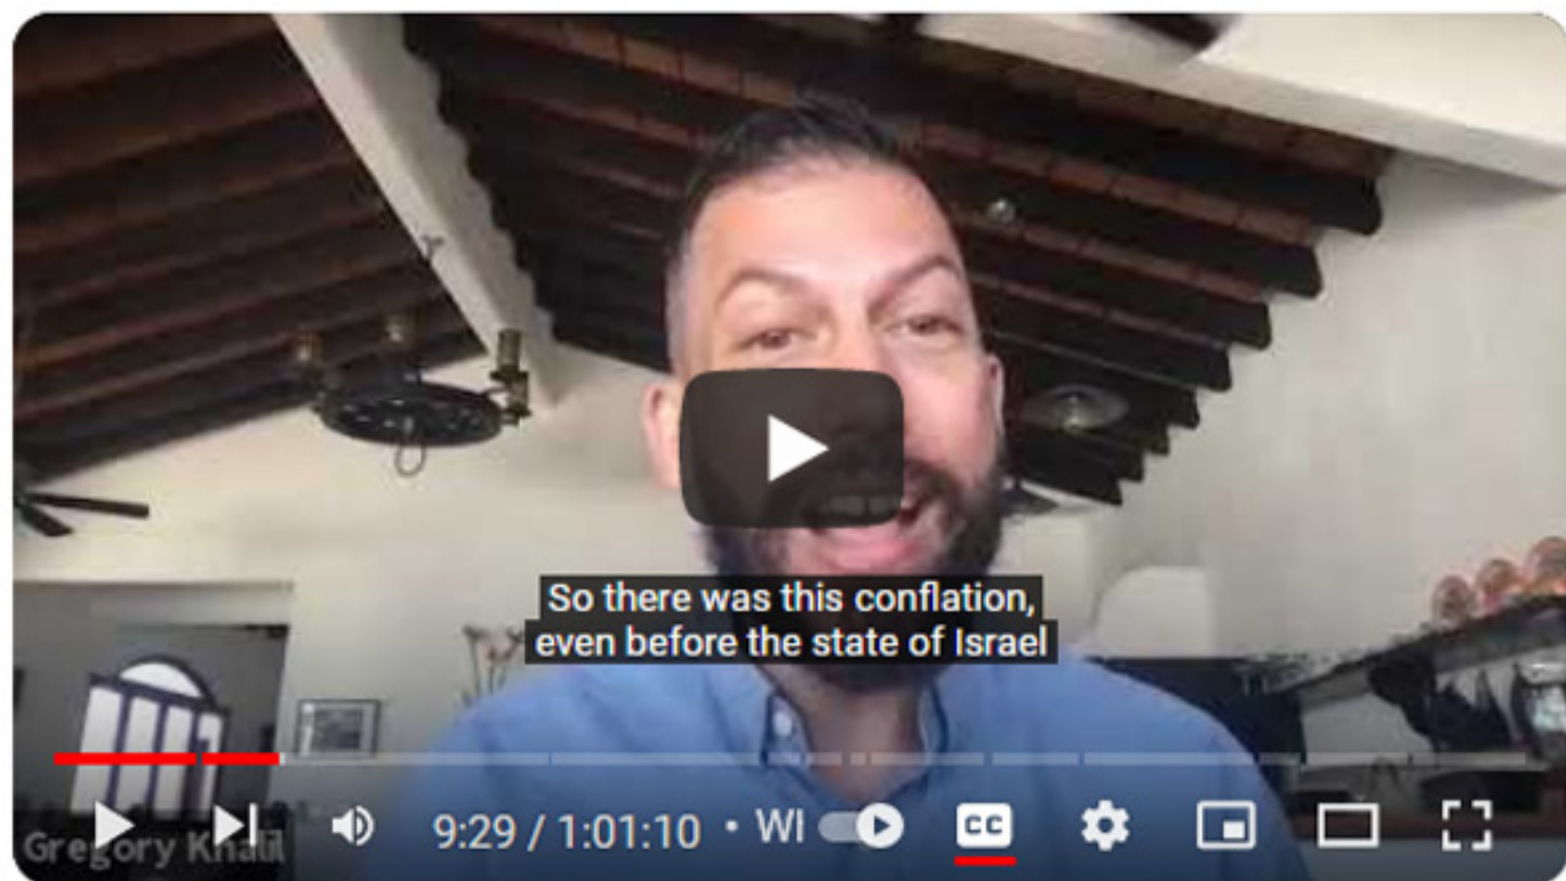 So there was this conflation,
even before the state of Israel
Gregory Khalil
9:29 / 1:01:10 • WI
CC